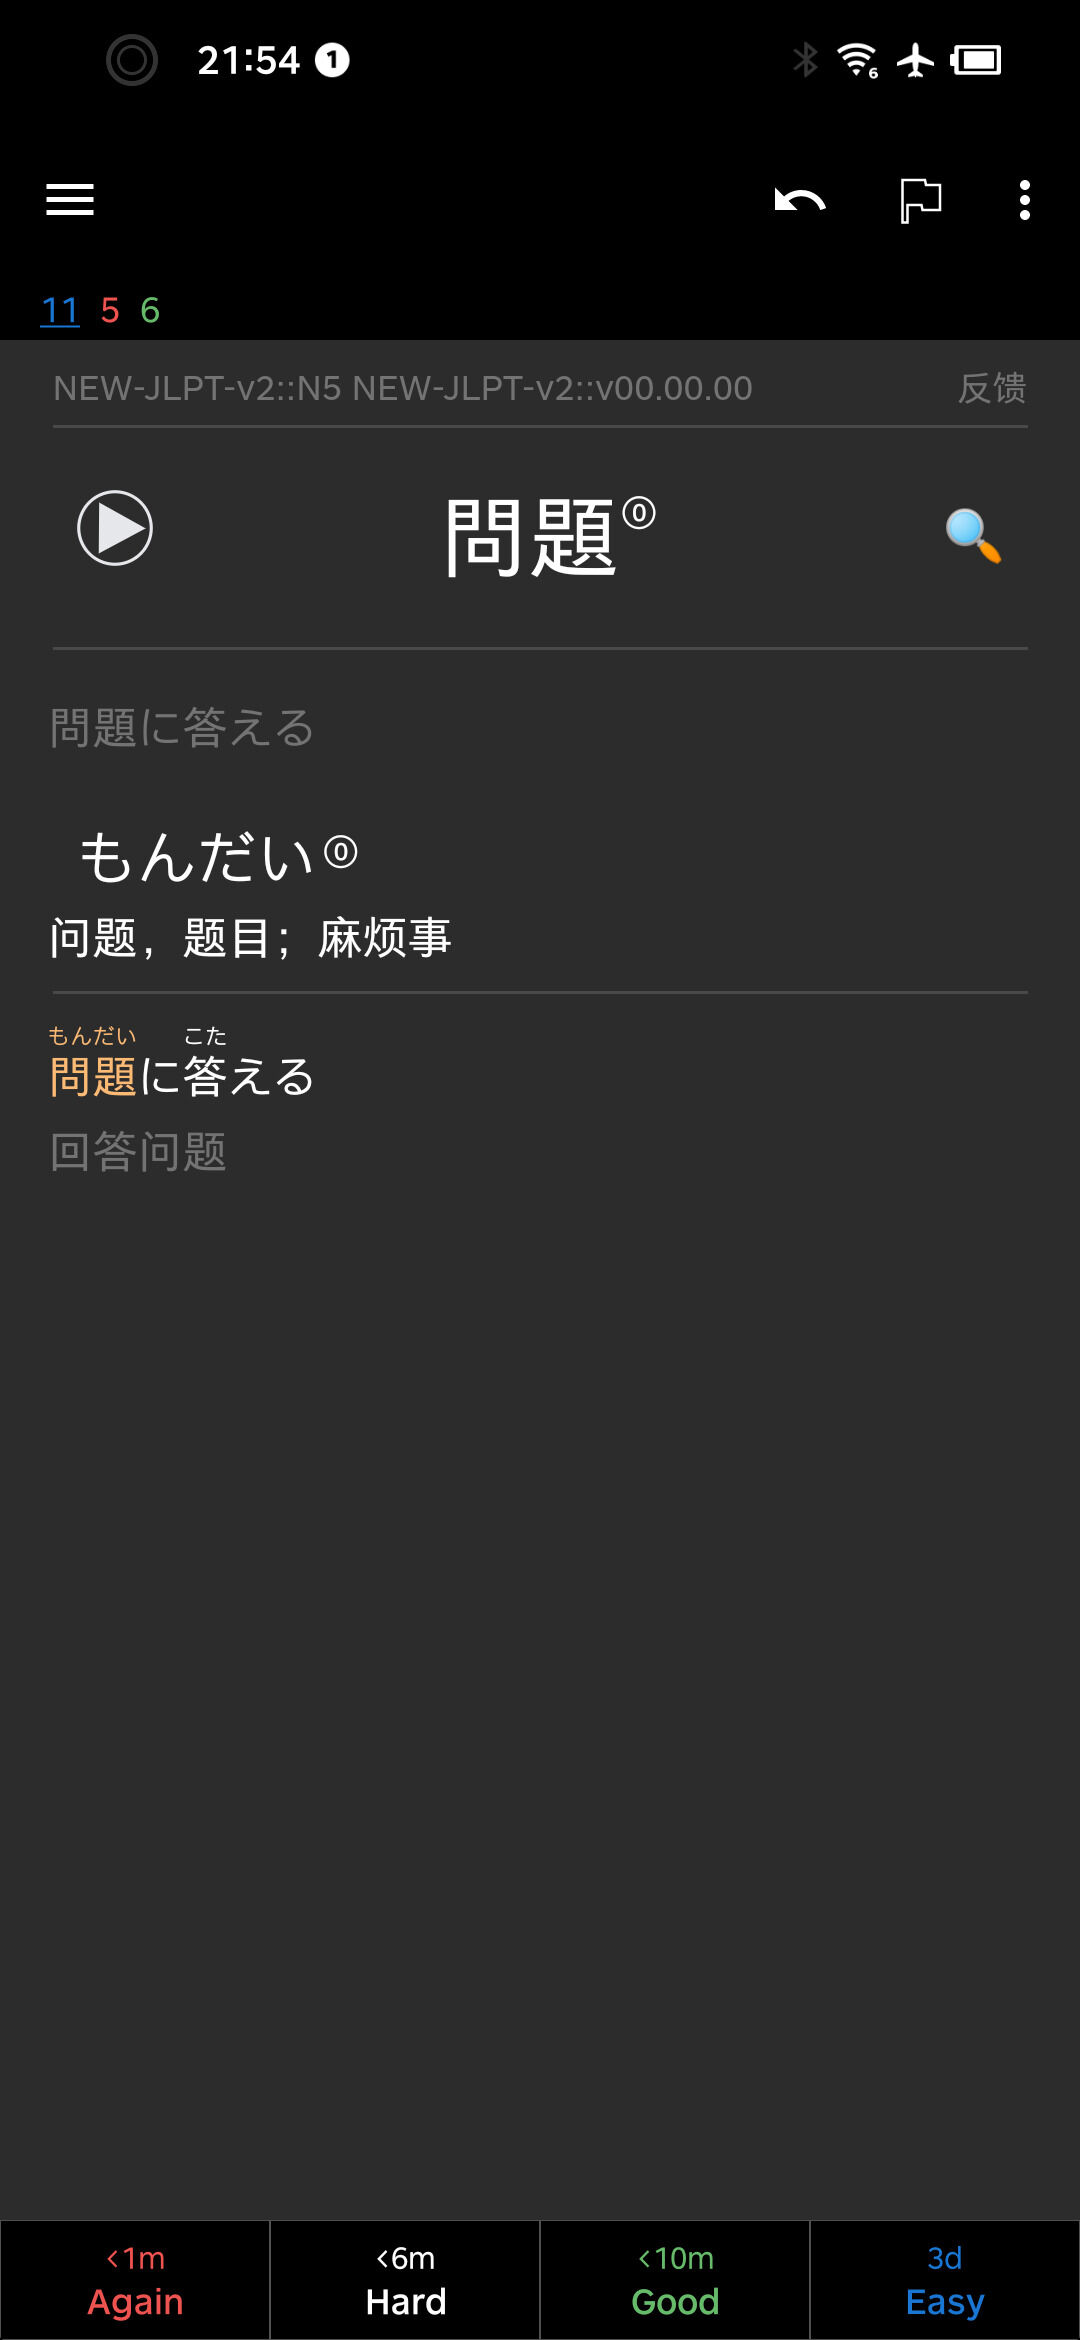 21:54 1
6
11 5 6
NEW-JLPT-v2::N5 NEW-JLPT-v2::v00.00.00 反馈
問題⓪
問題に答える
もんだい⓪
问题，题目；麻烦事
もんだい こた
問題に答える
回答问题
<1m <6m <10m 3d
Again Hard Good Easy